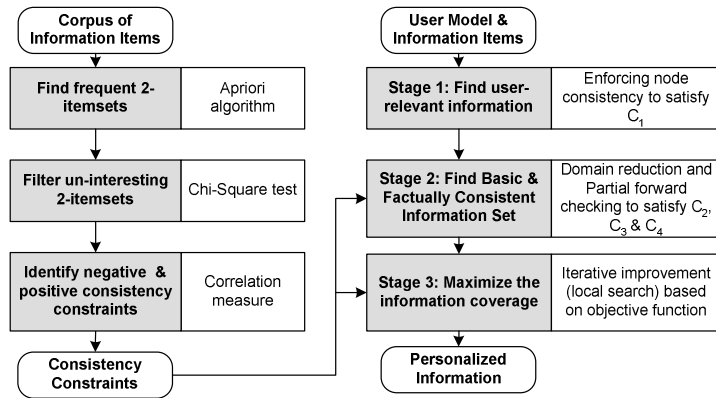 Corpus of
Information Items
Find frequent 2-
itemsets
Apriori
algorithm
Filter un-interesting
2-itemsets
Chi-Square test
Identify negative &
positive consistency
constraints
Correlation
measure
Consistency
Constraints
User Model &
Information Items
Stage 1: Find user-
relevant information
Enforcing node
consistency to satisfy
C1
Stage 2: Find Basic &
Factually Consistent
Information Set
Domain reduction and
Partial forward
checking to satisfy C2,
C3 & C4
Stage 3: Maximize the
information coverage
Iterative improvement
(local search) based
on objective function
Personalized
Information